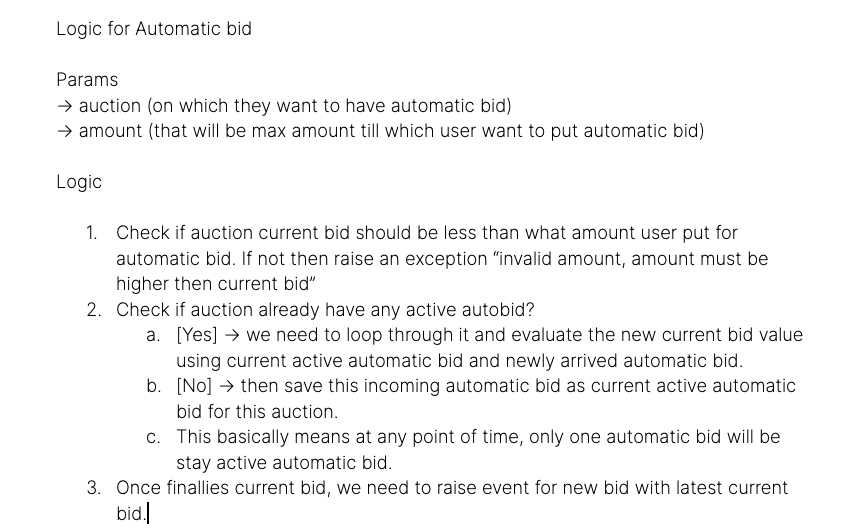 Logic for Automatic bid
Params
→ auction (on which they want to have automatic bid)
→ amount (that will be max amount till which user want to put automatic bid)
Logic
1. Check if auction current bid should be less than what amount user put for
automatic bid. If not then raise an exception “invalid amount, amount must be
higher then current bid”
2. Check if auction already have any active autobid?
a. [Yes] → we need to loop through it and evaluate the new current bid value
using current active automatic bid and newly arrived automatic bid.
b. [No] → then save this incoming automatic bid as current active automatic
bid for this auction.
c. This basically means at any point of time, only one automatic bid will be
stay active automatic bid.
3. Once finallies current bid, we need to raise event for new bid with latest current
bid.